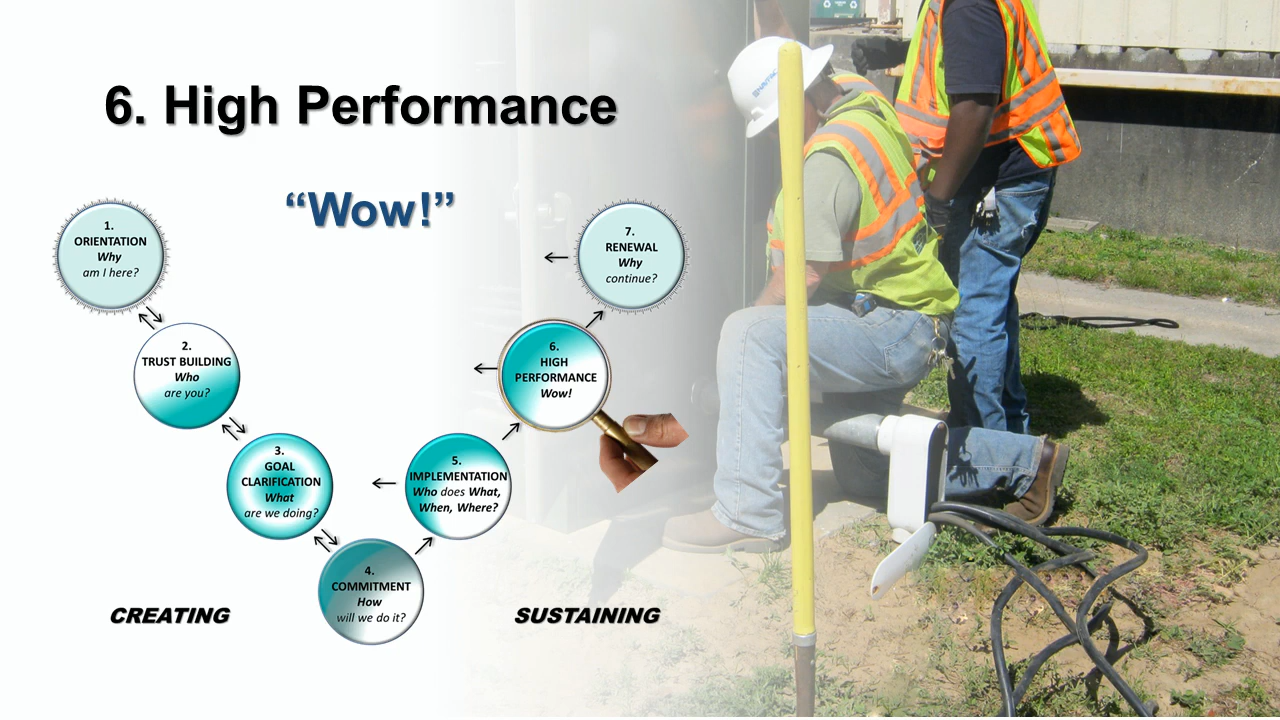 6. High Performance
“Wow!”
1.
ORIENTATION
Why
am I here?
2.
TRUST BUILDING
Who
are you?
3.
GOAL
CLARIFICATION
What
are we doing?
4.
COMMITMENT
How
will we do it?
5.
IMPLEMENTATION
Who does What,
When, Where?
6.
HIGH
PERFORMANCE
Wow!
7.
RENEWAL
Why
continue?
CREATING
SUSTAINING